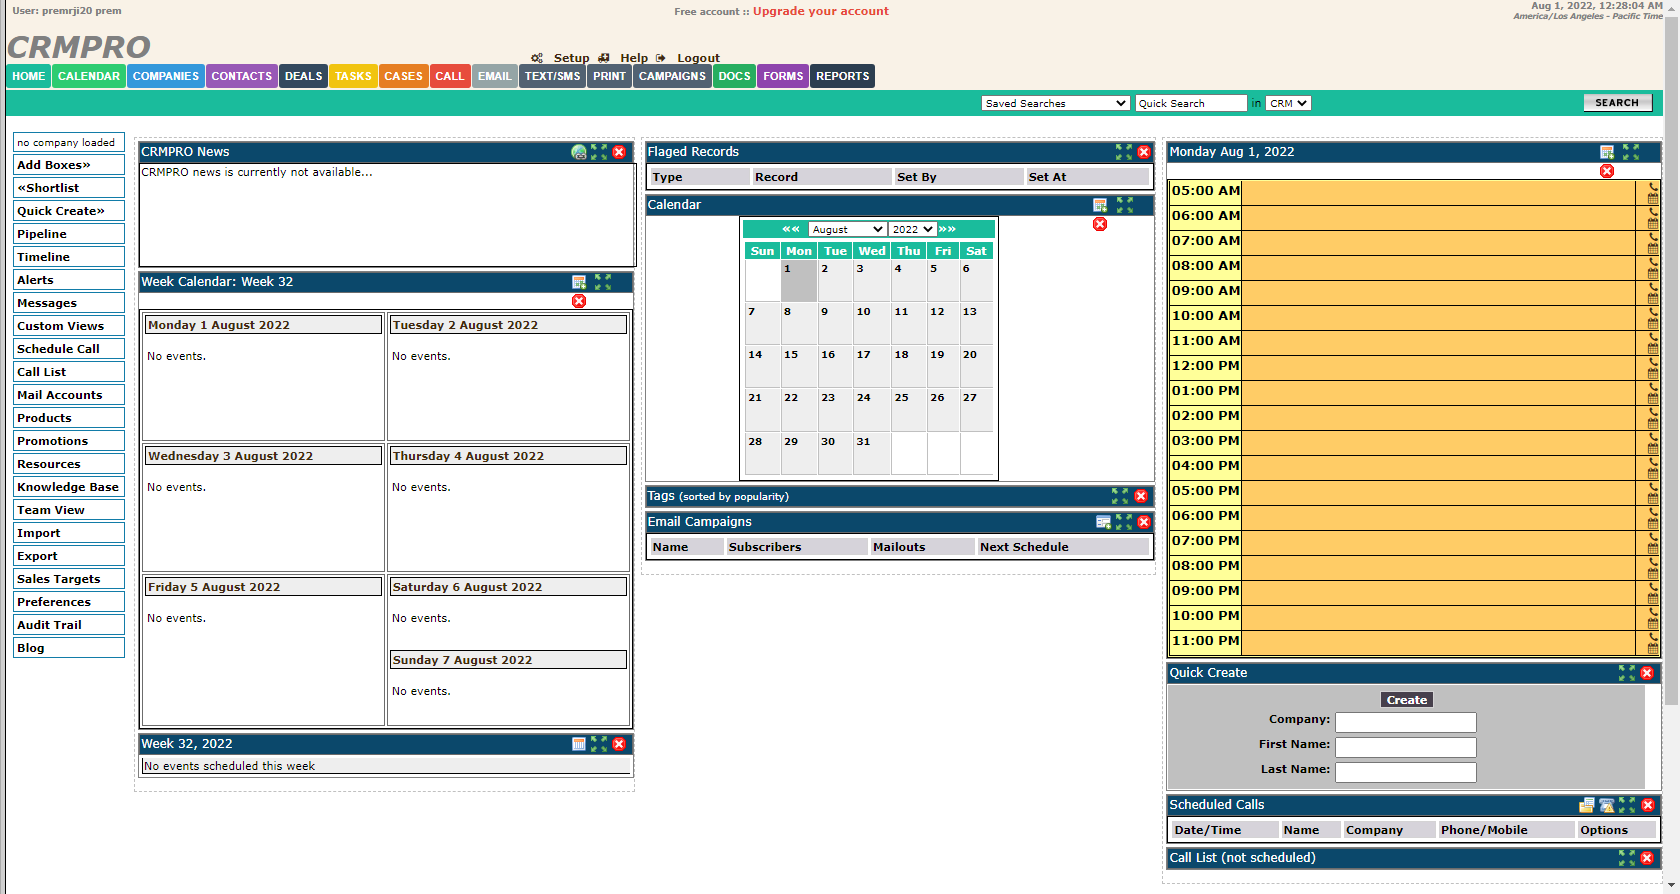 User: premrji20 prem
Free account :: Upgrade your account
Aug 1, 2022, 12:28:04 AM
America/Los Angeles - Pacific Time
CRMPRO
Setup Help Logout
HOME CALENDAR COMPANIES CONTACTS DEALS TASKS CASES CALL EMAIL TEXT/SMS PRINT CAMPAIGNS DOCS FORMS REPORTS
Saved Searches Quick Search in CRM SEARCH
no company loaded
Add Boxes»
«Shortlist
Quick Create»
Pipeline
Timeline
Alerts
Messages
Custom Views
Schedule Call
Call List
Mail Accounts
Products
Promotions
Resources
Knowledge Base
Team View
Import
Export
Sales Targets
Preferences
Audit Trail
Blog
CRMPRO News
CRMPRO news is currently not available...
Week Calendar: Week 32
Monday 1 August 2022
No events.
Tuesday 2 August 2022
No events.
Wednesday 3 August 2022
No events.
Thursday 4 August 2022
No events.
Friday 5 August 2022
No events.
Saturday 6 August 2022
No events.
Sunday 7 August 2022
No events.
Week 32, 2022
No events scheduled this week
Flaged Records
Type Record Set By Set At
Calendar
«« August 2022 »»
Sun Mon Tue Wed Thu Fri Sat
1 2 3 4 5 6
7 8 9 10 11 12 13
14 15 16 17 18 19 20
21 22 23 24 25 26 27
28 29 30 31
Tags (sorted by popularity)
Email Campaigns
Name Subscribers Mailouts Next Schedule
Monday Aug 1, 2022
05:00 AM
06:00 AM
07:00 AM
08:00 AM
09:00 AM
10:00 AM
11:00 AM
12:00 PM
01:00 PM
02:00 PM
03:00 PM
04:00 PM
05:00 PM
06:00 PM
07:00 PM
08:00 PM
09:00 PM
10:00 PM
11:00 PM
Quick Create
Create
Company:
First Name:
Last Name:
Scheduled Calls
Date/Time Name Company Phone/Mobile Options
Call List (not scheduled)